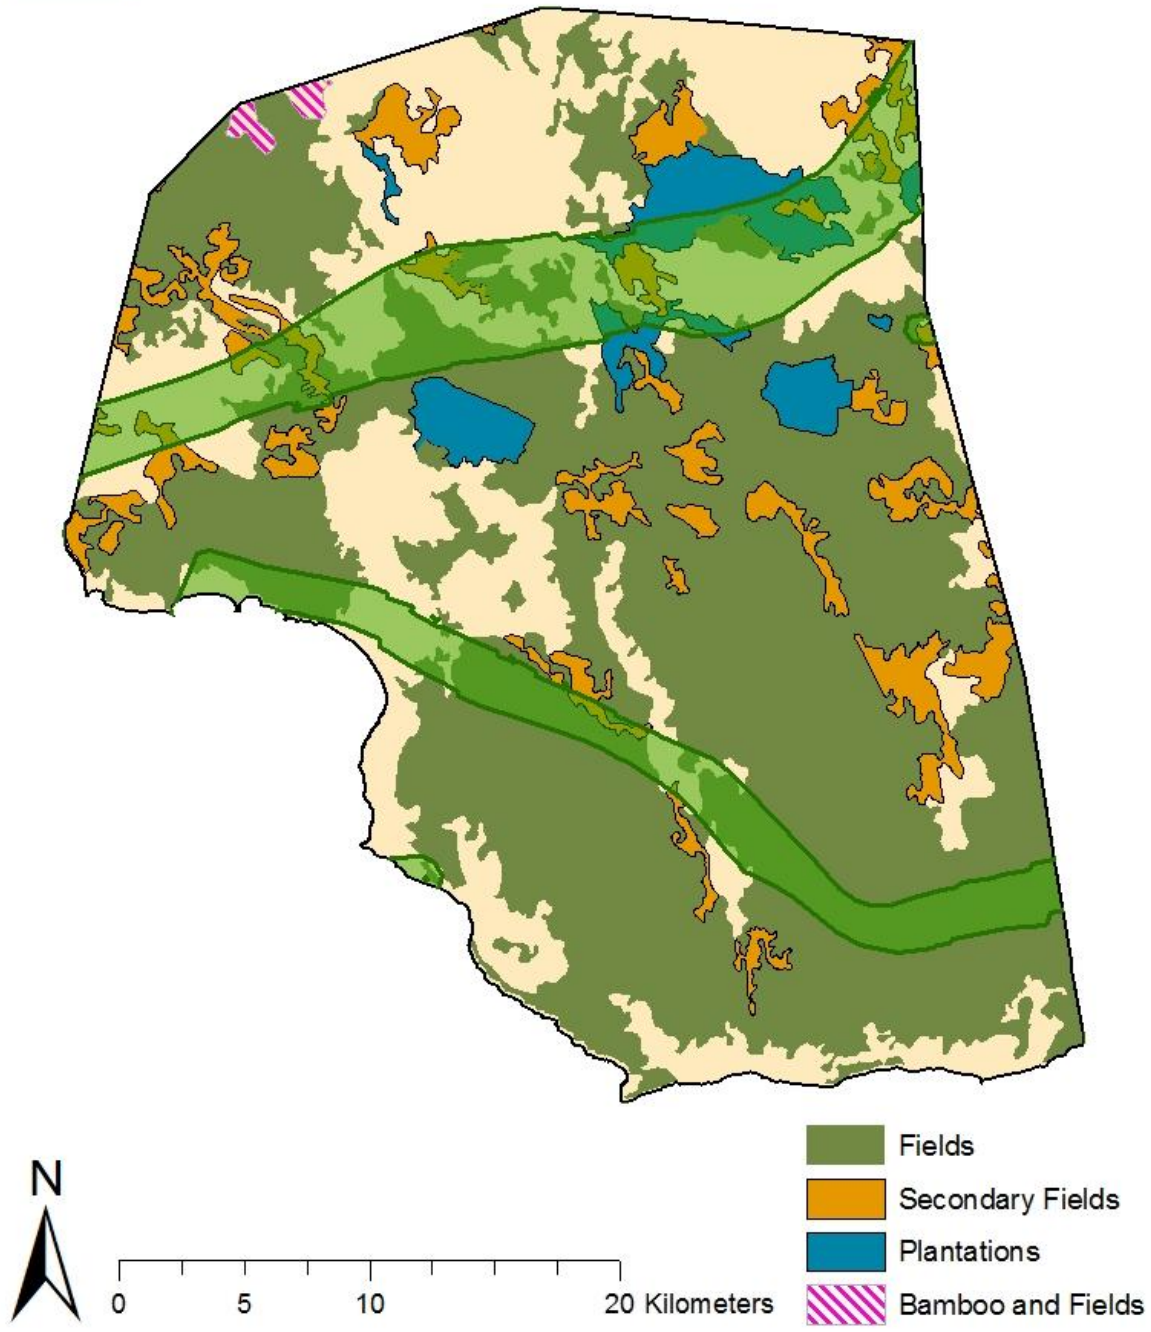 Fields
N
Secondary Fields
Plantations
0 5 10 20 Kilometers
Bamboo and Fields